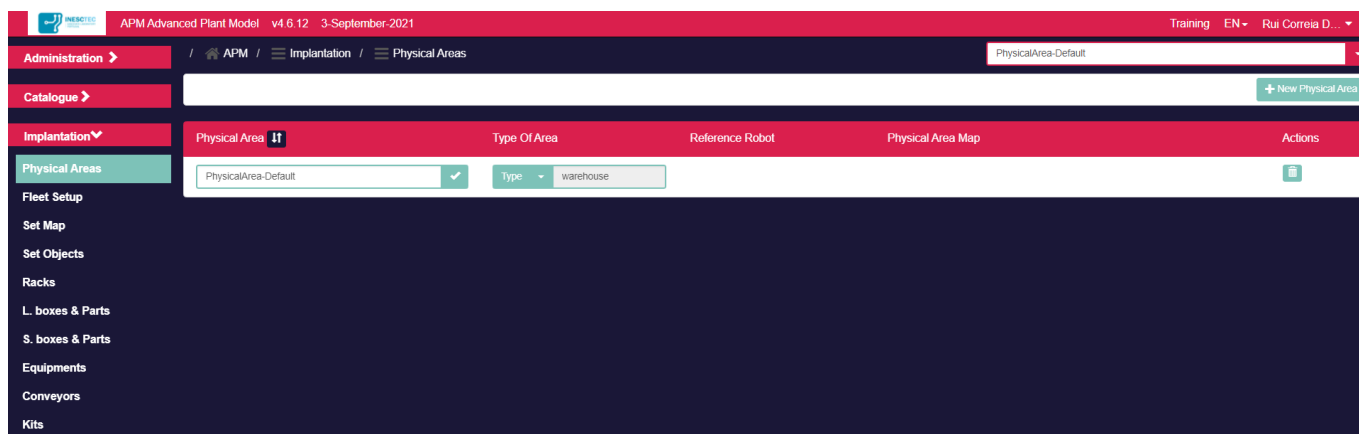 INESCTEC APM Advanced Plant Model v4.6.12 3-September-2021 Training EN Rui Correia D...
Administration / APM / Implantation / Physical Areas PhysicalArea-Default
Catalogue + New Physical Area
Implantation Physical Area Type Of Area Reference Robot Physical Area Map Actions
Physical Areas PhysicalArea-Default Type warehouse
Fleet Setup
Set Map
Set Objects
Racks
L. boxes & Parts
S. boxes & Parts
Equipments
Conveyors
Kits